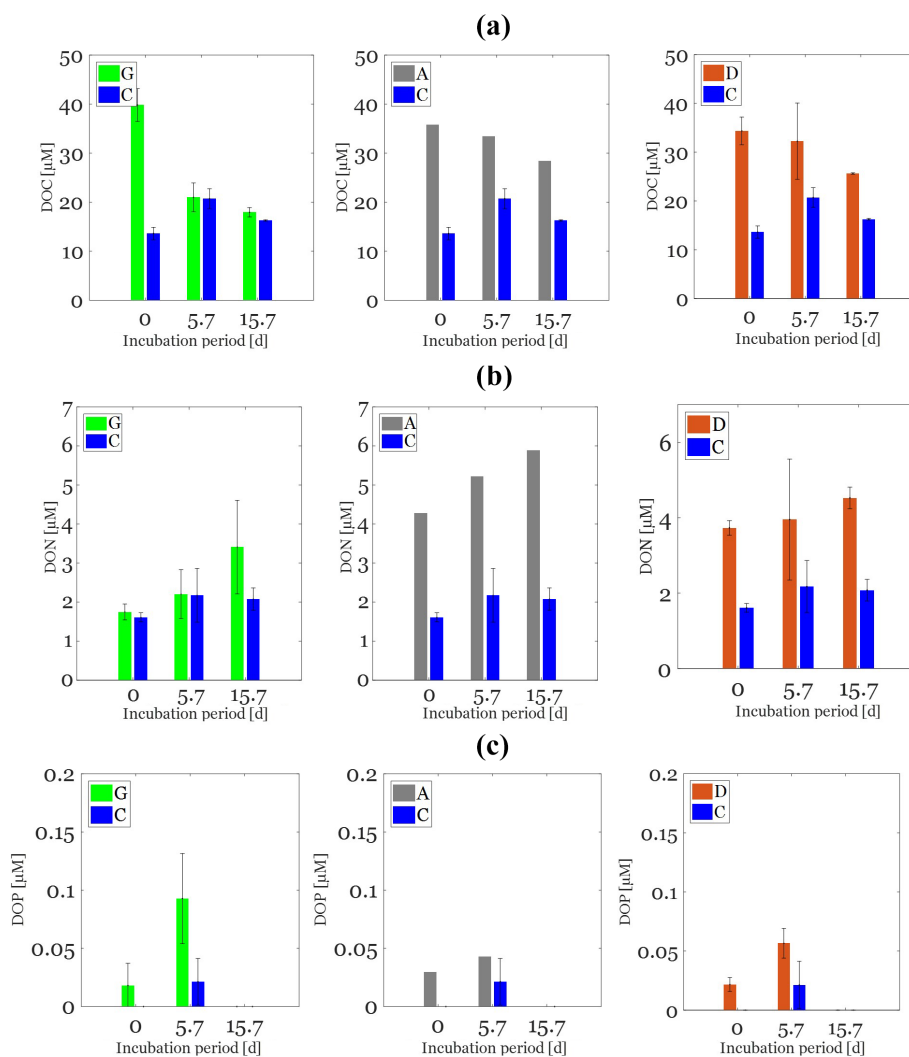 (a)
50
40
30
20
10
0
DOC [µM]
G
C
0 5.7 15.7
Incubation period [d]
50
40
30
20
10
0
DOC [µM]
A
C
0 5.7 15.7
Incubation period [d]
50
40
30
20
10
0
DOC [µM]
D
C
0 5.7 15.7
Incubation period [d]
(b)
7
6
5
4
3
2
1
0
DON [µM]
G
C
0 5.7 15.7
Incubation period [d]
7
6
5
4
3
2
1
0
DON [µM]
A
C
0 5.7 15.7
Incubation period [d]
6
4
2
0
DON [µM]
D
C
0 5.7 15.7
Incubation period [d]
(c)
0.2
0.15
0.1
0.05
0
DOP [µM]
G
C
0 5.7 15.7
Incubation period [d]
0.2
0.15
0.1
0.05
0
DOP [µM]
A
C
0 5.7 15.7
Incubation period [d]
0.2
0.15
0.1
0.05
0
DOP [µM]
D
C
0 5.7 15.7
Incubation period [d]